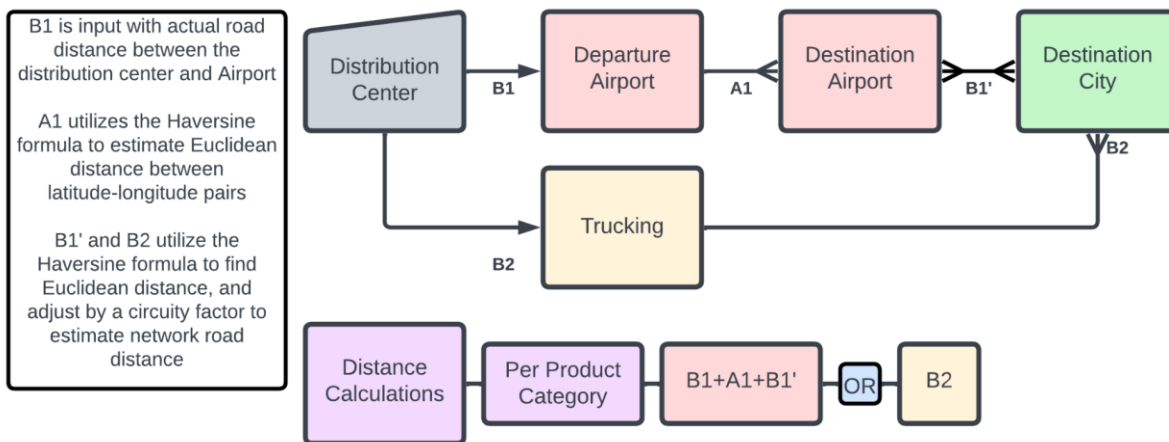 B1 is input with actual road
distance between the
distribution center and Airport
A1 utilizes the Haversine
formula to estimate Euclidean
distance between
latitude-longitude pairs
B1' and B2 utilize the
Haversine formula to find
Euclidean distance, and
adjust by a circuity factor to
estimate network road
distance
Distribution
Center
B1
Departure
Airport
A1
Destination
Airport
B1'
Destination
City
B2
Trucking
B2
Distance
Calculations
Per Product
Category
B1+A1+B1'
OR
B2